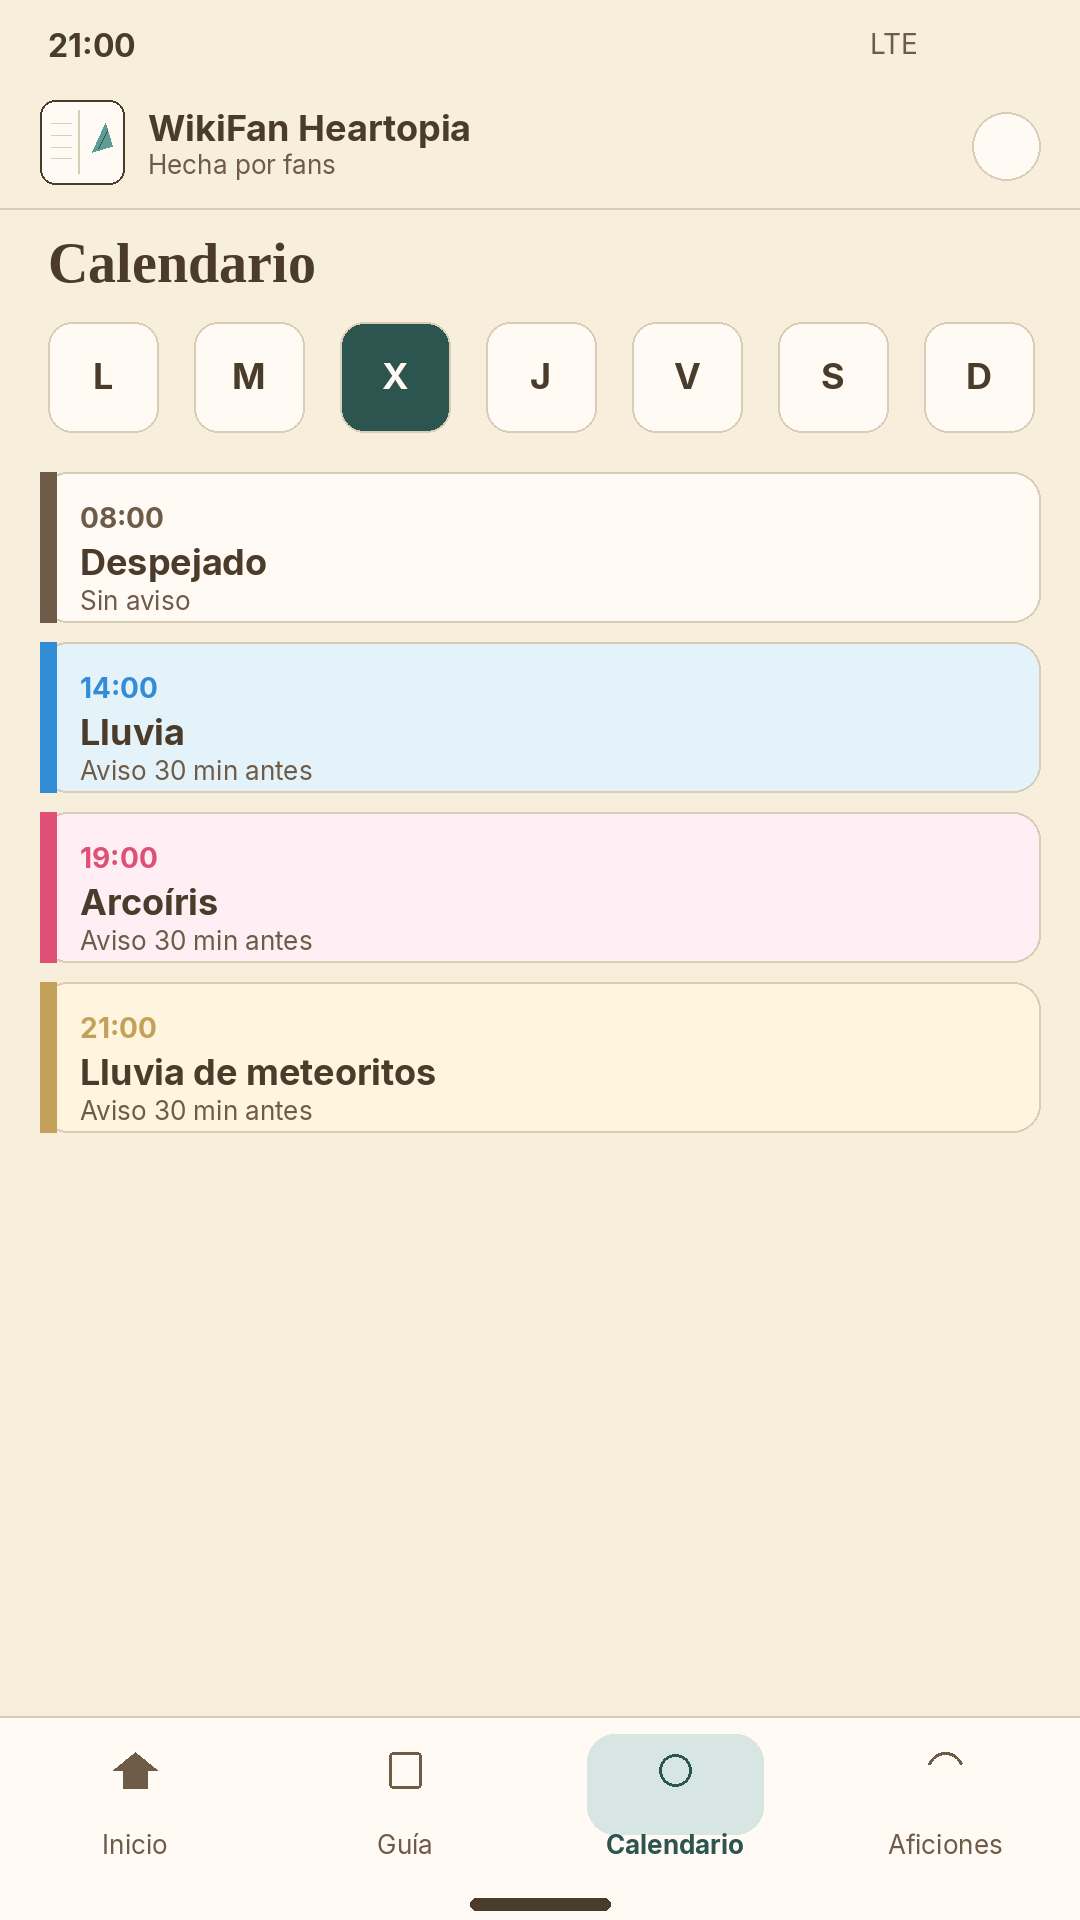 21:00 LTE
WikiFan Heartopia
Hecha por fans
Calendario
L M X J V S D
08:00
Despejado
Sin aviso
14:00
Lluvia
Aviso 30 min antes
19:00
Arcoíris
Aviso 30 min antes
21:00
Lluvia de meteoritos
Aviso 30 min antes
Inicio Guía Calendario Aficiones